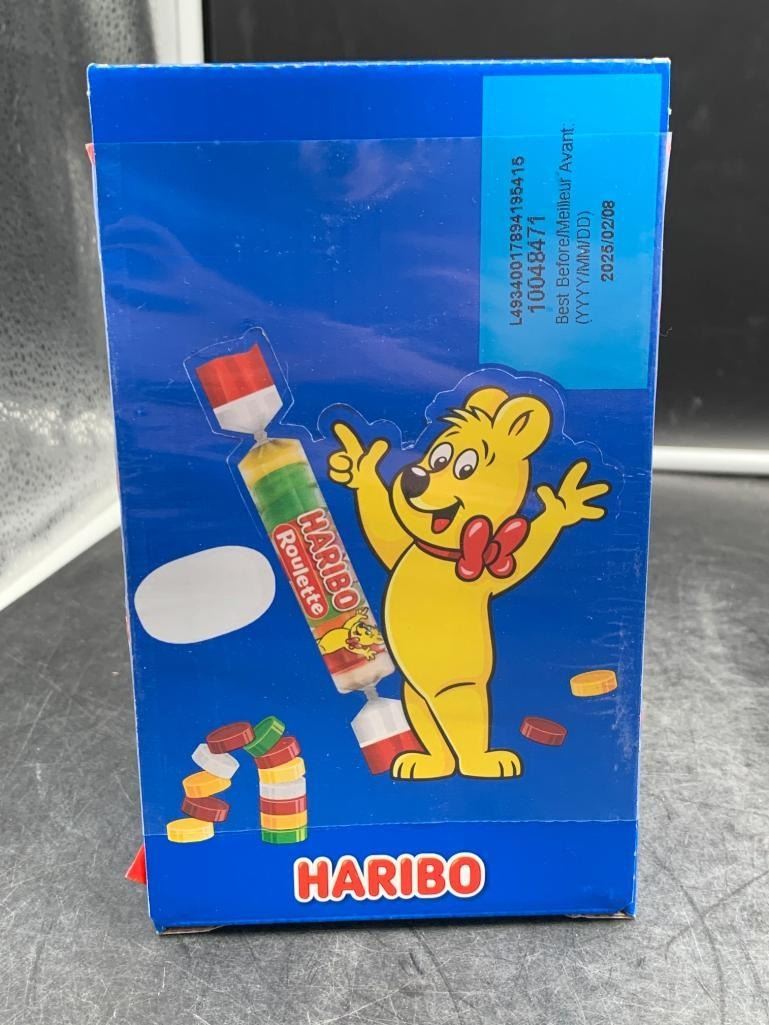 L49340017894195415
10048471
Best Before/Meilleur Avant:
(YYYY/MM/DD)
2025/02/08
HARIBO
Roulette
HARIBO